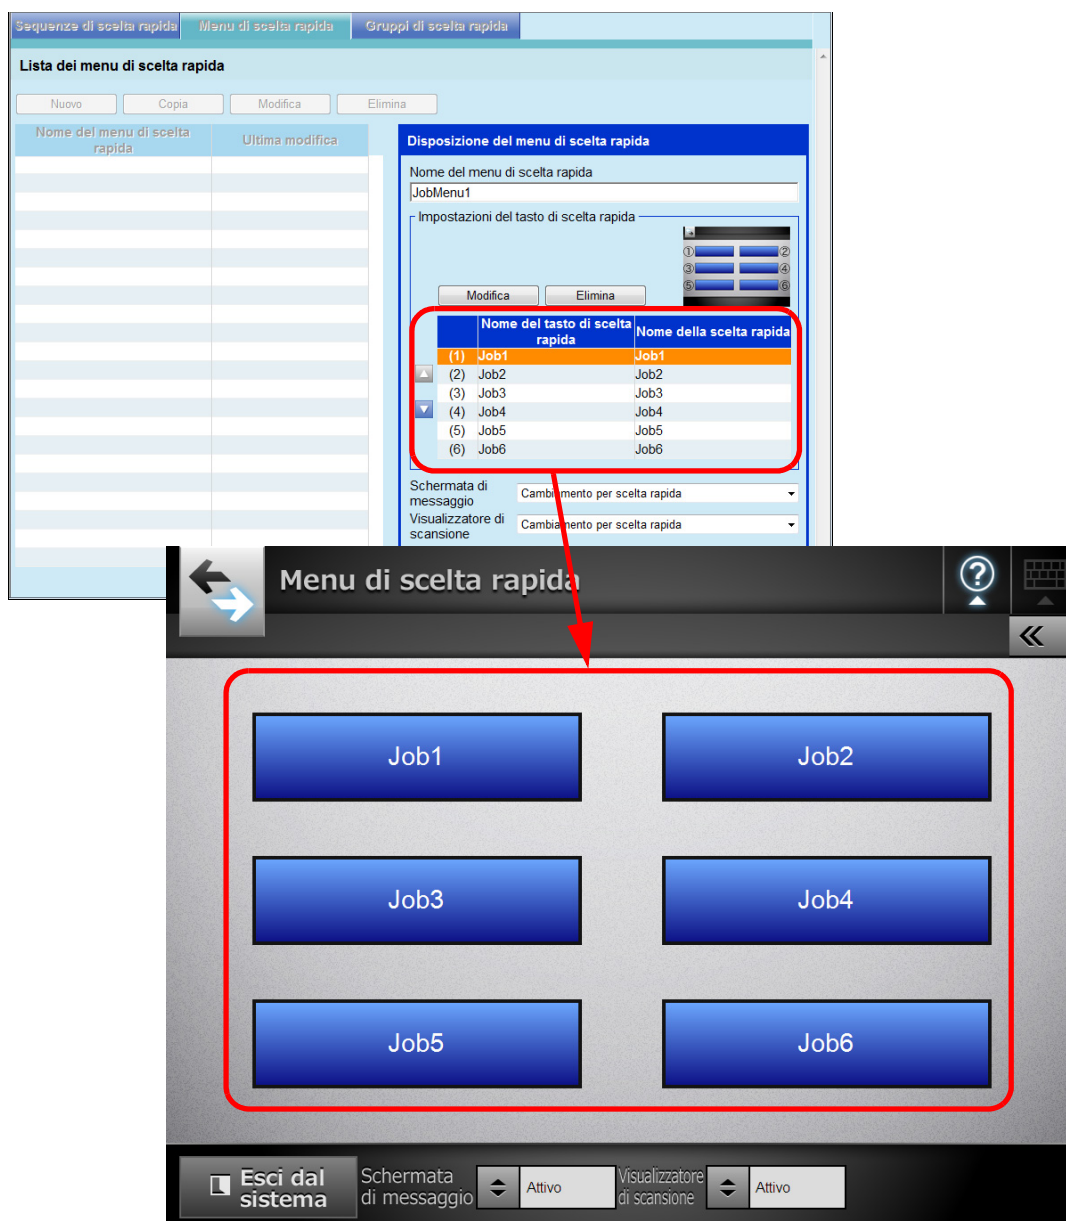 Sequenze di scelta rapida
Menu di scelta rapida
Gruppi di scelta rapida
Lista dei menu di scelta rapida
Nuovo
Copia
Modifica
Elimina
Nome del menu di scelta
rapida
Ultima modifica
Disposizione del menu di scelta rapida
Nome del menu di scelta rapida
JobMenu1
Impostazioni del tasto di scelta rapida
① ②
③ ④
⑤ ⑥
Modifica
Elimina
Nome del tasto di scelta
rapida
Nome della scelta rapida
(1) Job1 Job1
(2) Job2 Job2
(3) Job3 Job3
(4) Job4 Job4
(5) Job5 Job5
(6) Job6 Job6
Schermata di
messaggio
Cambiamento per scelta rapida
Visualizzatore di
scansione
Cambiamento per scelta rapida
Menu di scelta rapida
?
Job1
Job2
Job3
Job4
Job5
Job6
Esci dal
sistema
Schermata
di messaggio
Attivo
Visualizzatore
di scansione
Attivo